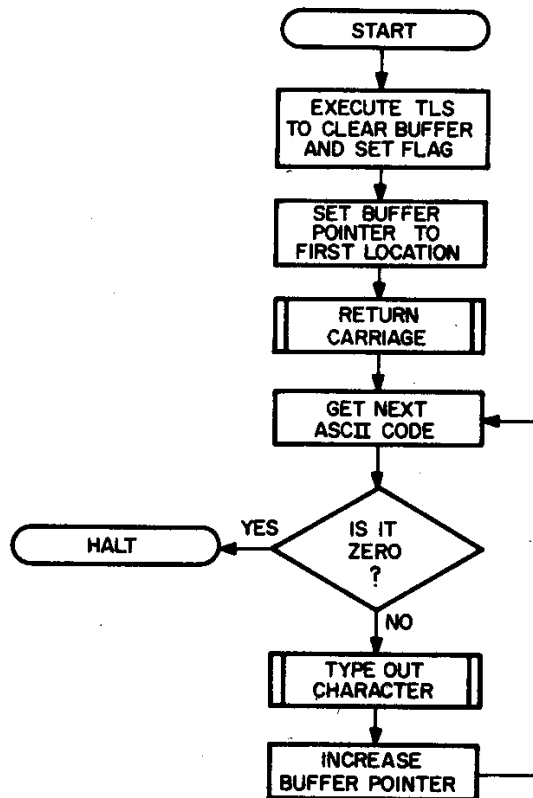 START
EXECUTE TLS
TO CLEAR BUFFER
AND SET FLAG
SET BUFFER
POINTER TO
FIRST LOCATION
RETURN
CARRIAGE
GET NEXT
ASCII CODE
IS IT
ZERO
?
YES
HALT
NO
TYPE OUT
CHARACTER
INCREASE
BUFFER POINTER